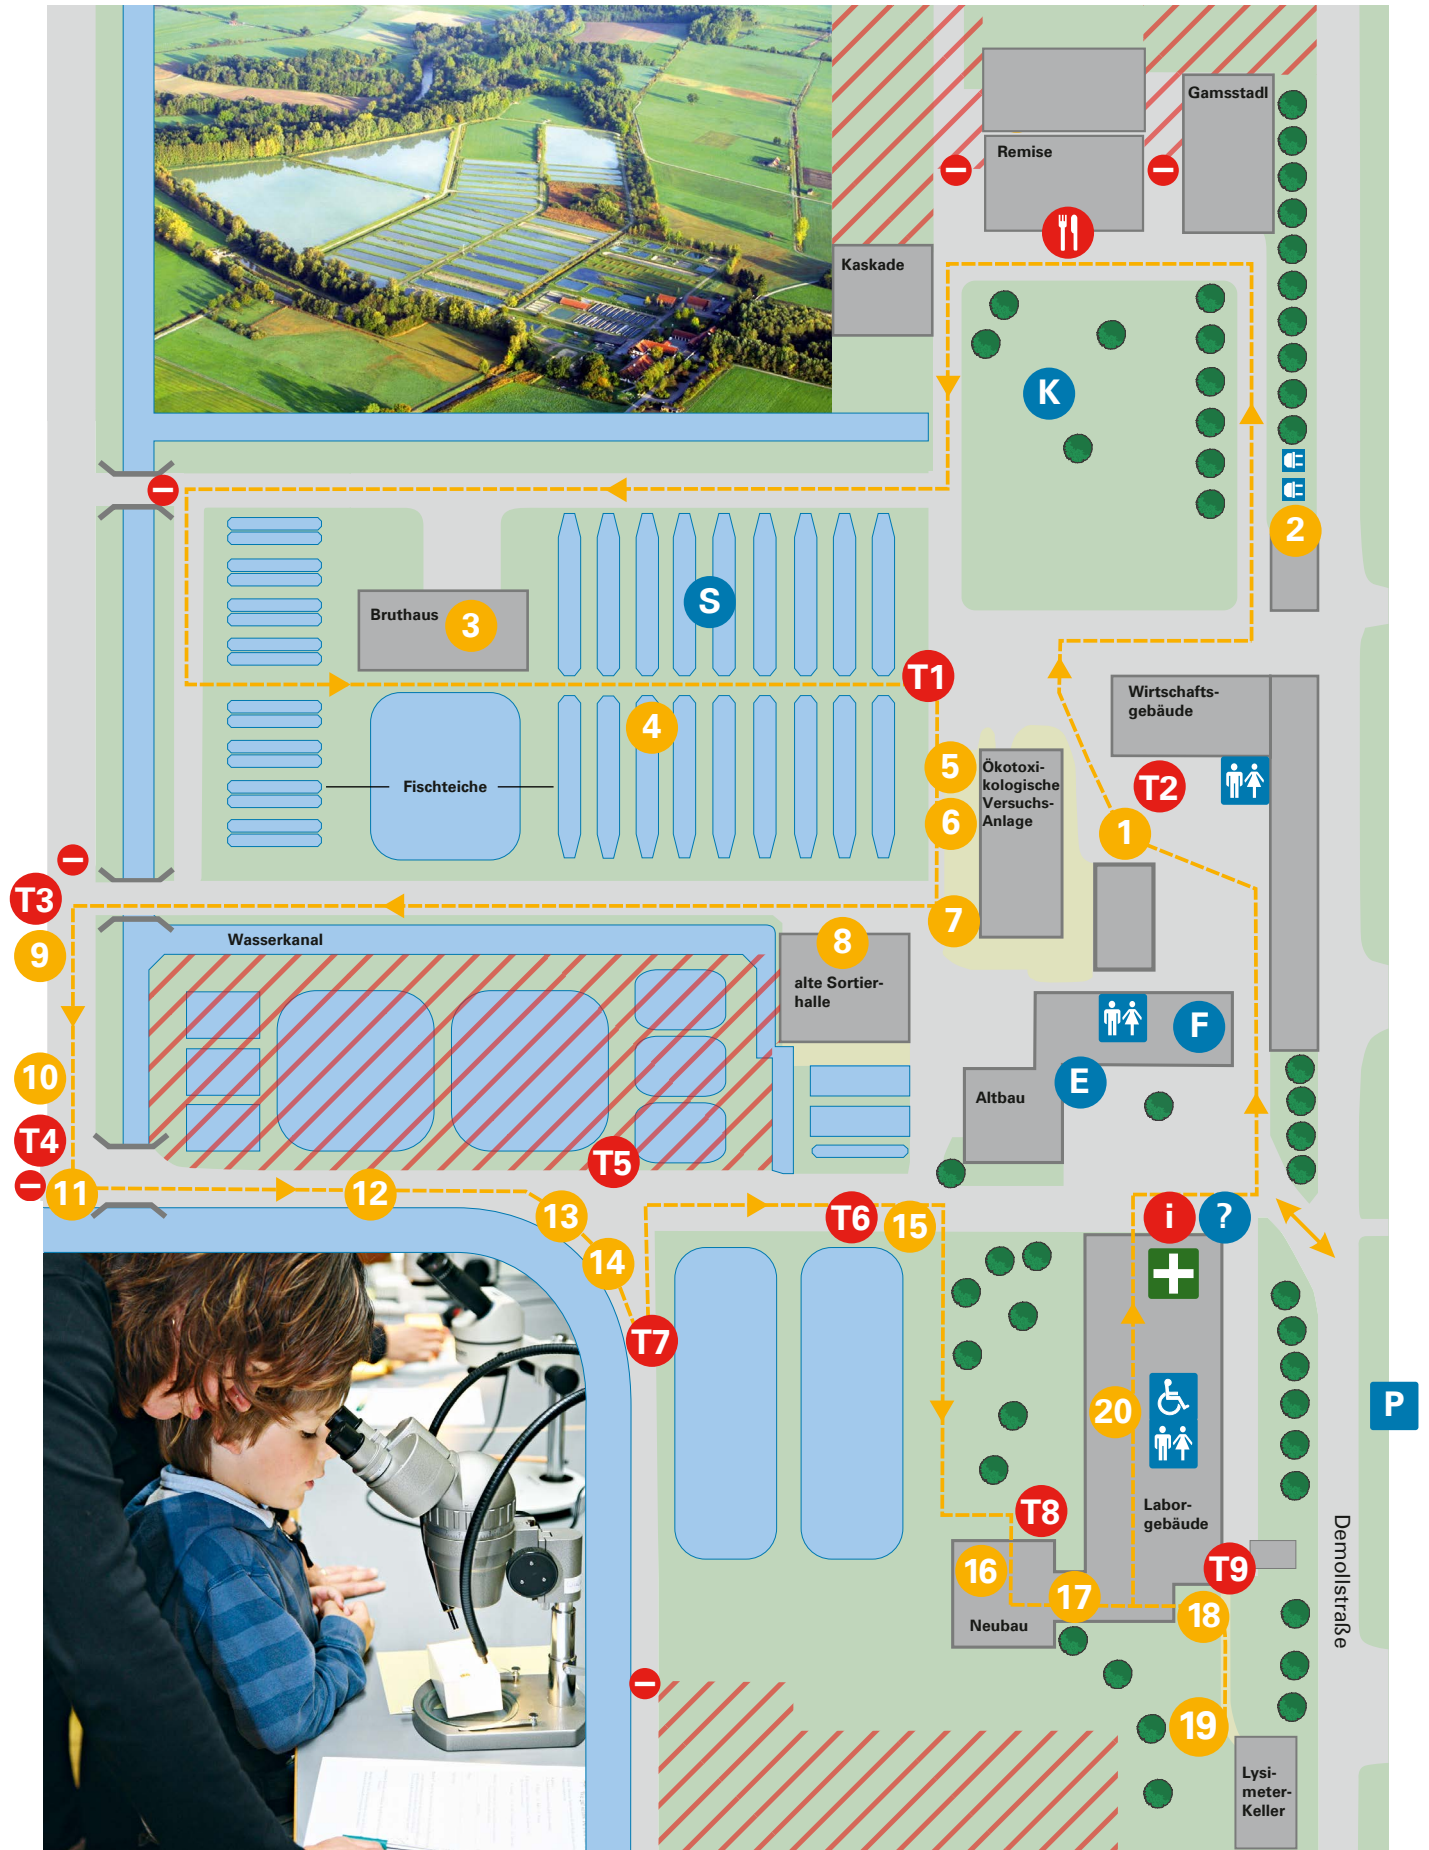 Gamsstadl
Remise
Kaskade
K
2
Bruthaus
3
S
T1
4
Wirtschafts-
gebäude
T2
5
Ökotoxi-
kologische
Versuchs-
Anlage
6
1
Fischteiche
T3
7
9
Wasserkanal
8
alte Sortier-
halle
F
10
E
Altbau
T4
T5
11
12
13
14
T6
15
i
?
T7
20
P
Labor-
gebäude
T8
16
T9
17
18
Neubau
Demollstraße
19
Lysi-
meter-
Keller